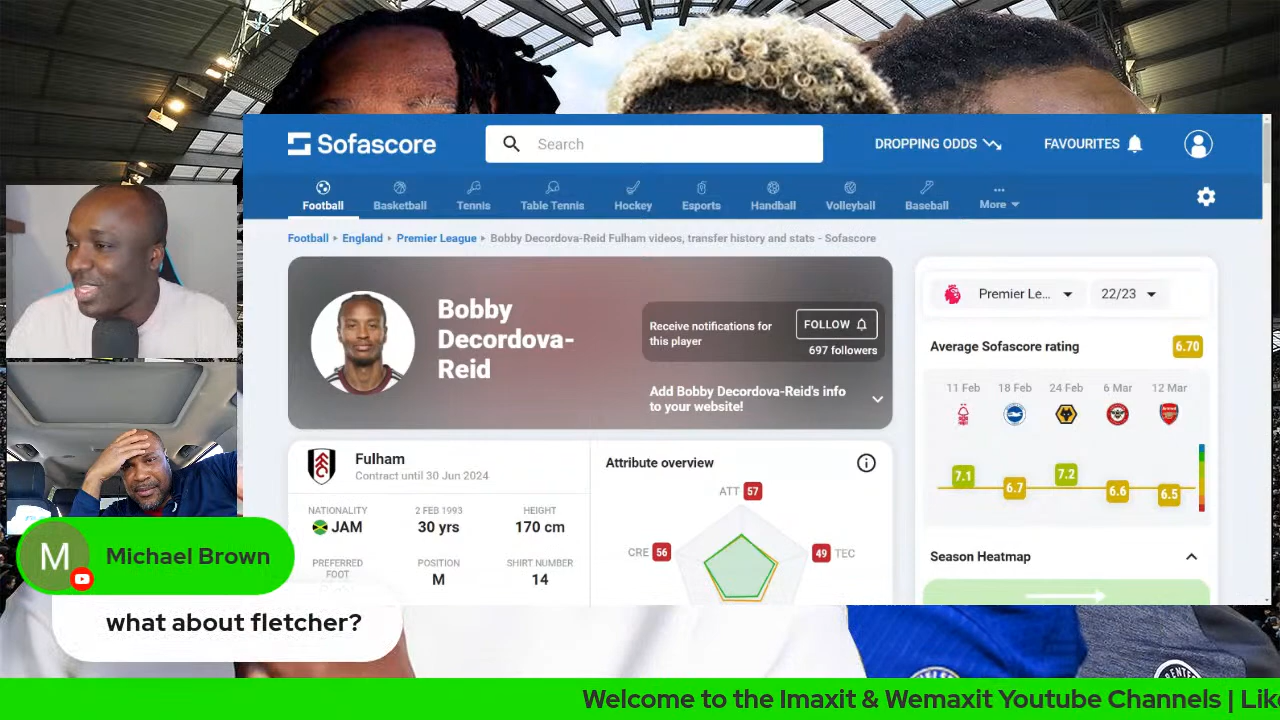 Sofascore
Search
DROPPING ODDS
FAVOURITES
Football
Basketball
Tennis
Table Tennis
Hockey
Esports
Handball
Volleyball
Baseball
More
Football
England
Premier League
Bobby Decordova-Reid Fulham videos, transfer history and stats - Sofascore
Bobby
Decordova-
Reid
Receive notifications for
this player
FOLLOW
697 followers
Add Bobby Decordova-Reid's info
to your website!
Premier Le...
22/23
Average Sofascore rating
6.70
11 Feb
18 Feb
24 Feb
6 Mar
12 Mar
7.1
6.7
7.2
6.6
6.5
Season Heatmap
Fulham
Contract until 30 Jun 2024
NATIONALITY
JAM
2 FEB 1993
30 yrs
HEIGHT
170 cm
PREFERRED
FOOT
POSITION
M
SHIRT NUMBER
14
Attribute overview
ATT 57
CRE 56
49 TEC
M
Michael Brown
what about fletcher?
Welcome to the Imaxit & Wemaxit Youtube Channels | Lik